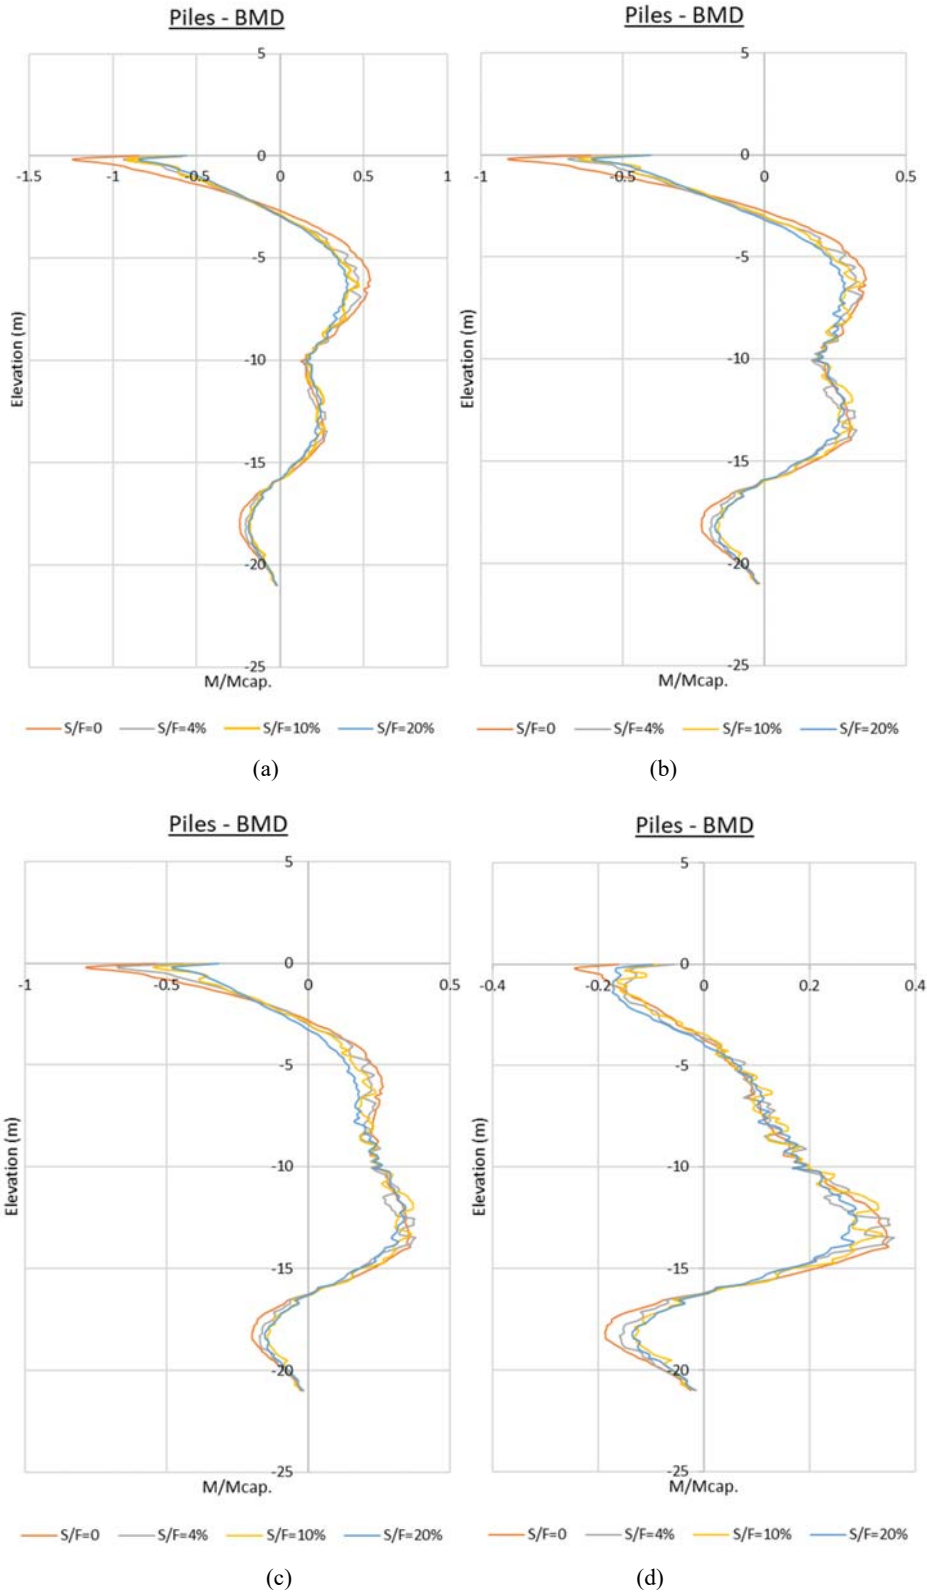 Piles - BMD
5
0
-1.5 -1 -0.5 0 0.5 1
-5
-10
-15
-20
-25
Elevation (m)
M/Mcap.
S/F=0 S/F=4% S/F=10% S/F=20%
(a)
Piles - BMD
5
0
-1 -0.5 0 0.5
-5
-10
-15
-20
-25
Elevation (m)
M/Mcap.
S/F=0 S/F=4% S/F=10% S/F=20%
(b)
Piles - BMD
5
0
-1 -0.5 0 0.5
-5
-10
-15
-20
-25
Elevation (m)
M/Mcap.
S/F=0 S/F=4% S/F=10% S/F=20%
(c)
Piles - BMD
5
0
-0.4 -0.2 0 0.2 0.4
-5
-10
-15
-20
-25
Elevation (m)
M/Mcap.
S/F=0 S/F=4% S/F=10% S/F=20%
(d)